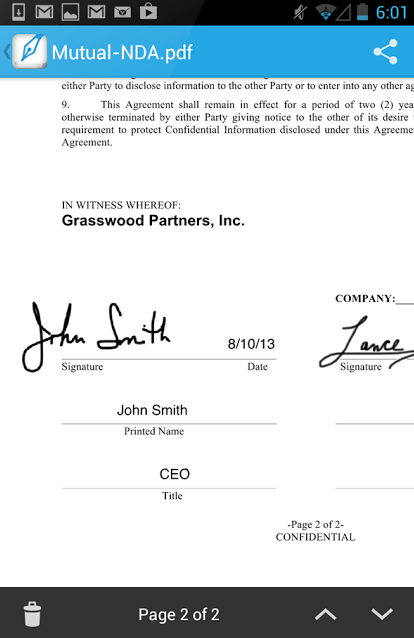 6:01
Mutual-NDA.pdf
either Party to disclose information to the other Party or to enter into any other ag
9. This Agreement shall remain in effect for a period of two (2) yea
otherwise terminated by either Party giving notice to the other of its desire
requirement to protect Confidential Information disclosed under this Agreeme
Agreement.
IN WITNESS WHEREOF:
Grasswood Partners, Inc.
COMPANY:
John Smith
8/10/13
Lance
Signature
Date
Signature
John Smith
Printed Name
CEO
Title
-Page 2 of 2-
CONFIDENTIAL
Page 2 of 2